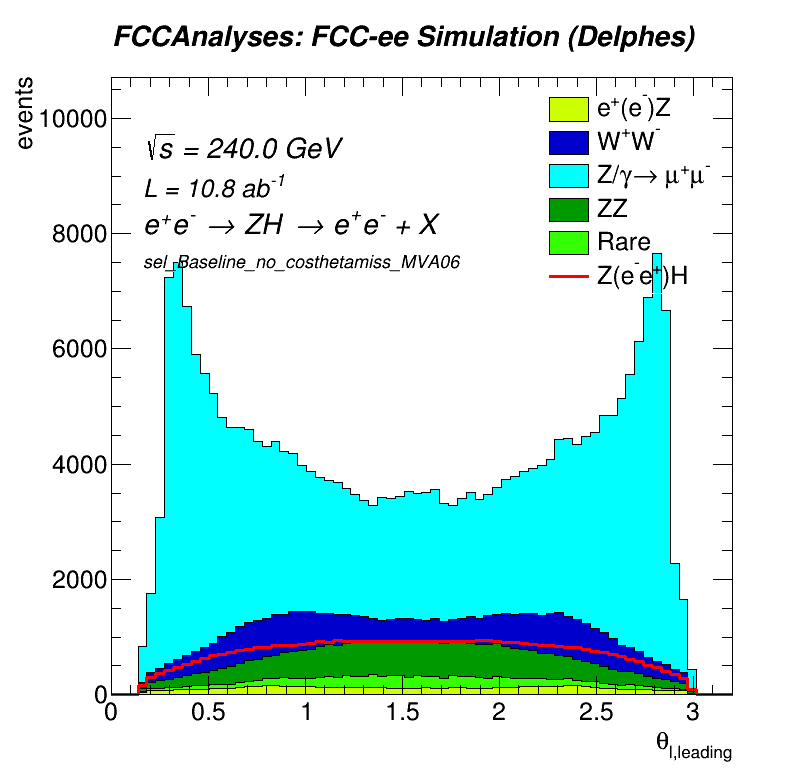 FCCAnalyses: FCC-ee Simulation (Delphes)
events
√s = 240.0 GeV
L = 10.8 ab⁻¹
e⁺e⁻ → ZH → e⁺e⁻ + X
sel_Baseline_no_costhetamiss_MVA06
e⁺(e⁻)Z
W⁺W⁻
Z/γ→ μ⁺μ⁻
ZZ
Rare
Z(e⁻e⁺)H
10000
8000
6000
4000
2000
0
0 0.5 1 1.5 2 2.5 3
θl,leading